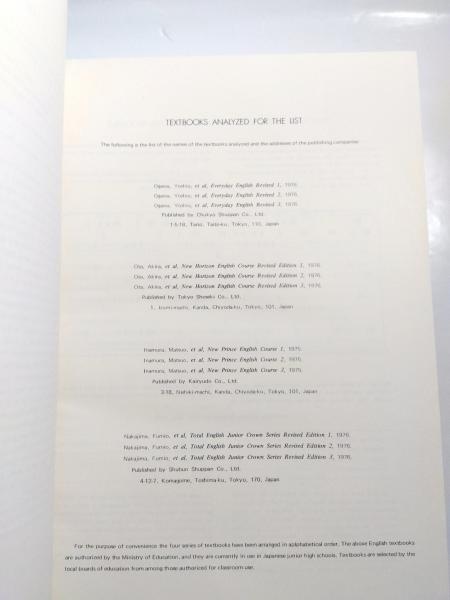 TEXTBOOKS ANALYZED FOR THE LIST
The following is the list of the names of the textbooks analyzed and the addresses of the publishing companies:
Ogawa, Yoshio, et al, Everyday English Revised 1, 1976.
Ogawa, Yoshio, et al, Everyday English Revised 2, 1976.
Ogawa, Yoshio, et al, Everyday English Revised 3, 1976.
Published by Chukyo Shuppan Co., Ltd.
1-5-18, Taito, Taito-ku, Tokyo, 110, Japan
Ota, Akira, et al, New Horizon English Course Revised Edition 1, 1976.
Ota, Akira, et al, New Horizon English Course Revised Edition 2, 1976.
Ota, Akira, et al, New Horizon English Course Revised Edition 3, 1976.
Published by Tokyo Shoseki Co., Ltd.
1, Izumi-machi, Kanda, Chiyoda-ku, Tokyo, 101, Japan
Inamura, Matsuo, et al, New Prince English Course 1, 1975.
Inamura, Matsuo, et al, New Prince English Course 2, 1975.
Inamura, Matsuo, et al, New Prince English Course 3, 1975.
Published by Kairyudo Co., Ltd.
3-18, Nishiki-machi, Kanda, Chiyoda-ku, Tokyo, 101, Japan
Nakajima, Fumio, et al, Total English Junior Crown Series Revised Edition 1, 1976.
Nakajima, Fumio, et al, Total English Junior Crown Series Revised Edition 2, 1976.
Nakajima, Fumio, et al, Total English Junior Crown Series Revised Edition 3, 1976.
Published by Shubun Shuppan Co., Ltd.
4-12-7, Komagome, Toshima-ku, Tokyo, 170, Japan
For the purpose of convenience the four series of textbooks have been arranged in aplphabetical order. The above English textbooks
are authorized by the Ministry of Education, and they are currently in use in Japanese junior high schools. Textbooks are selected by the
local boards of education from among those authorized for classroom use.